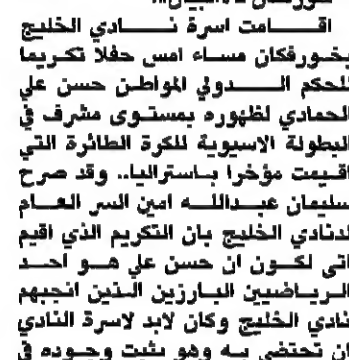 اقامت اسرة نادي الخليج
بخورفكان مساء امس حفلا تكريما
للحكم الدولي المواطن حسن علي
الحمادي لظهوره بمستوى مشرف في
البطولة الاسيوية للكرة الطائرة التي
اقيمت مؤخرا باستراليا.. وقد صرح
سليمان عبدالله امين السر العام
لنادي الخليج بان التكريم الذي اقيم
اتى لكون ان حسن علي هو احد
الرياضيين البارزين الذين انجبهم
نادي الخليج وكان لابد لاسرة النادي
ان تحتفي به وهو يثبت وجوده في